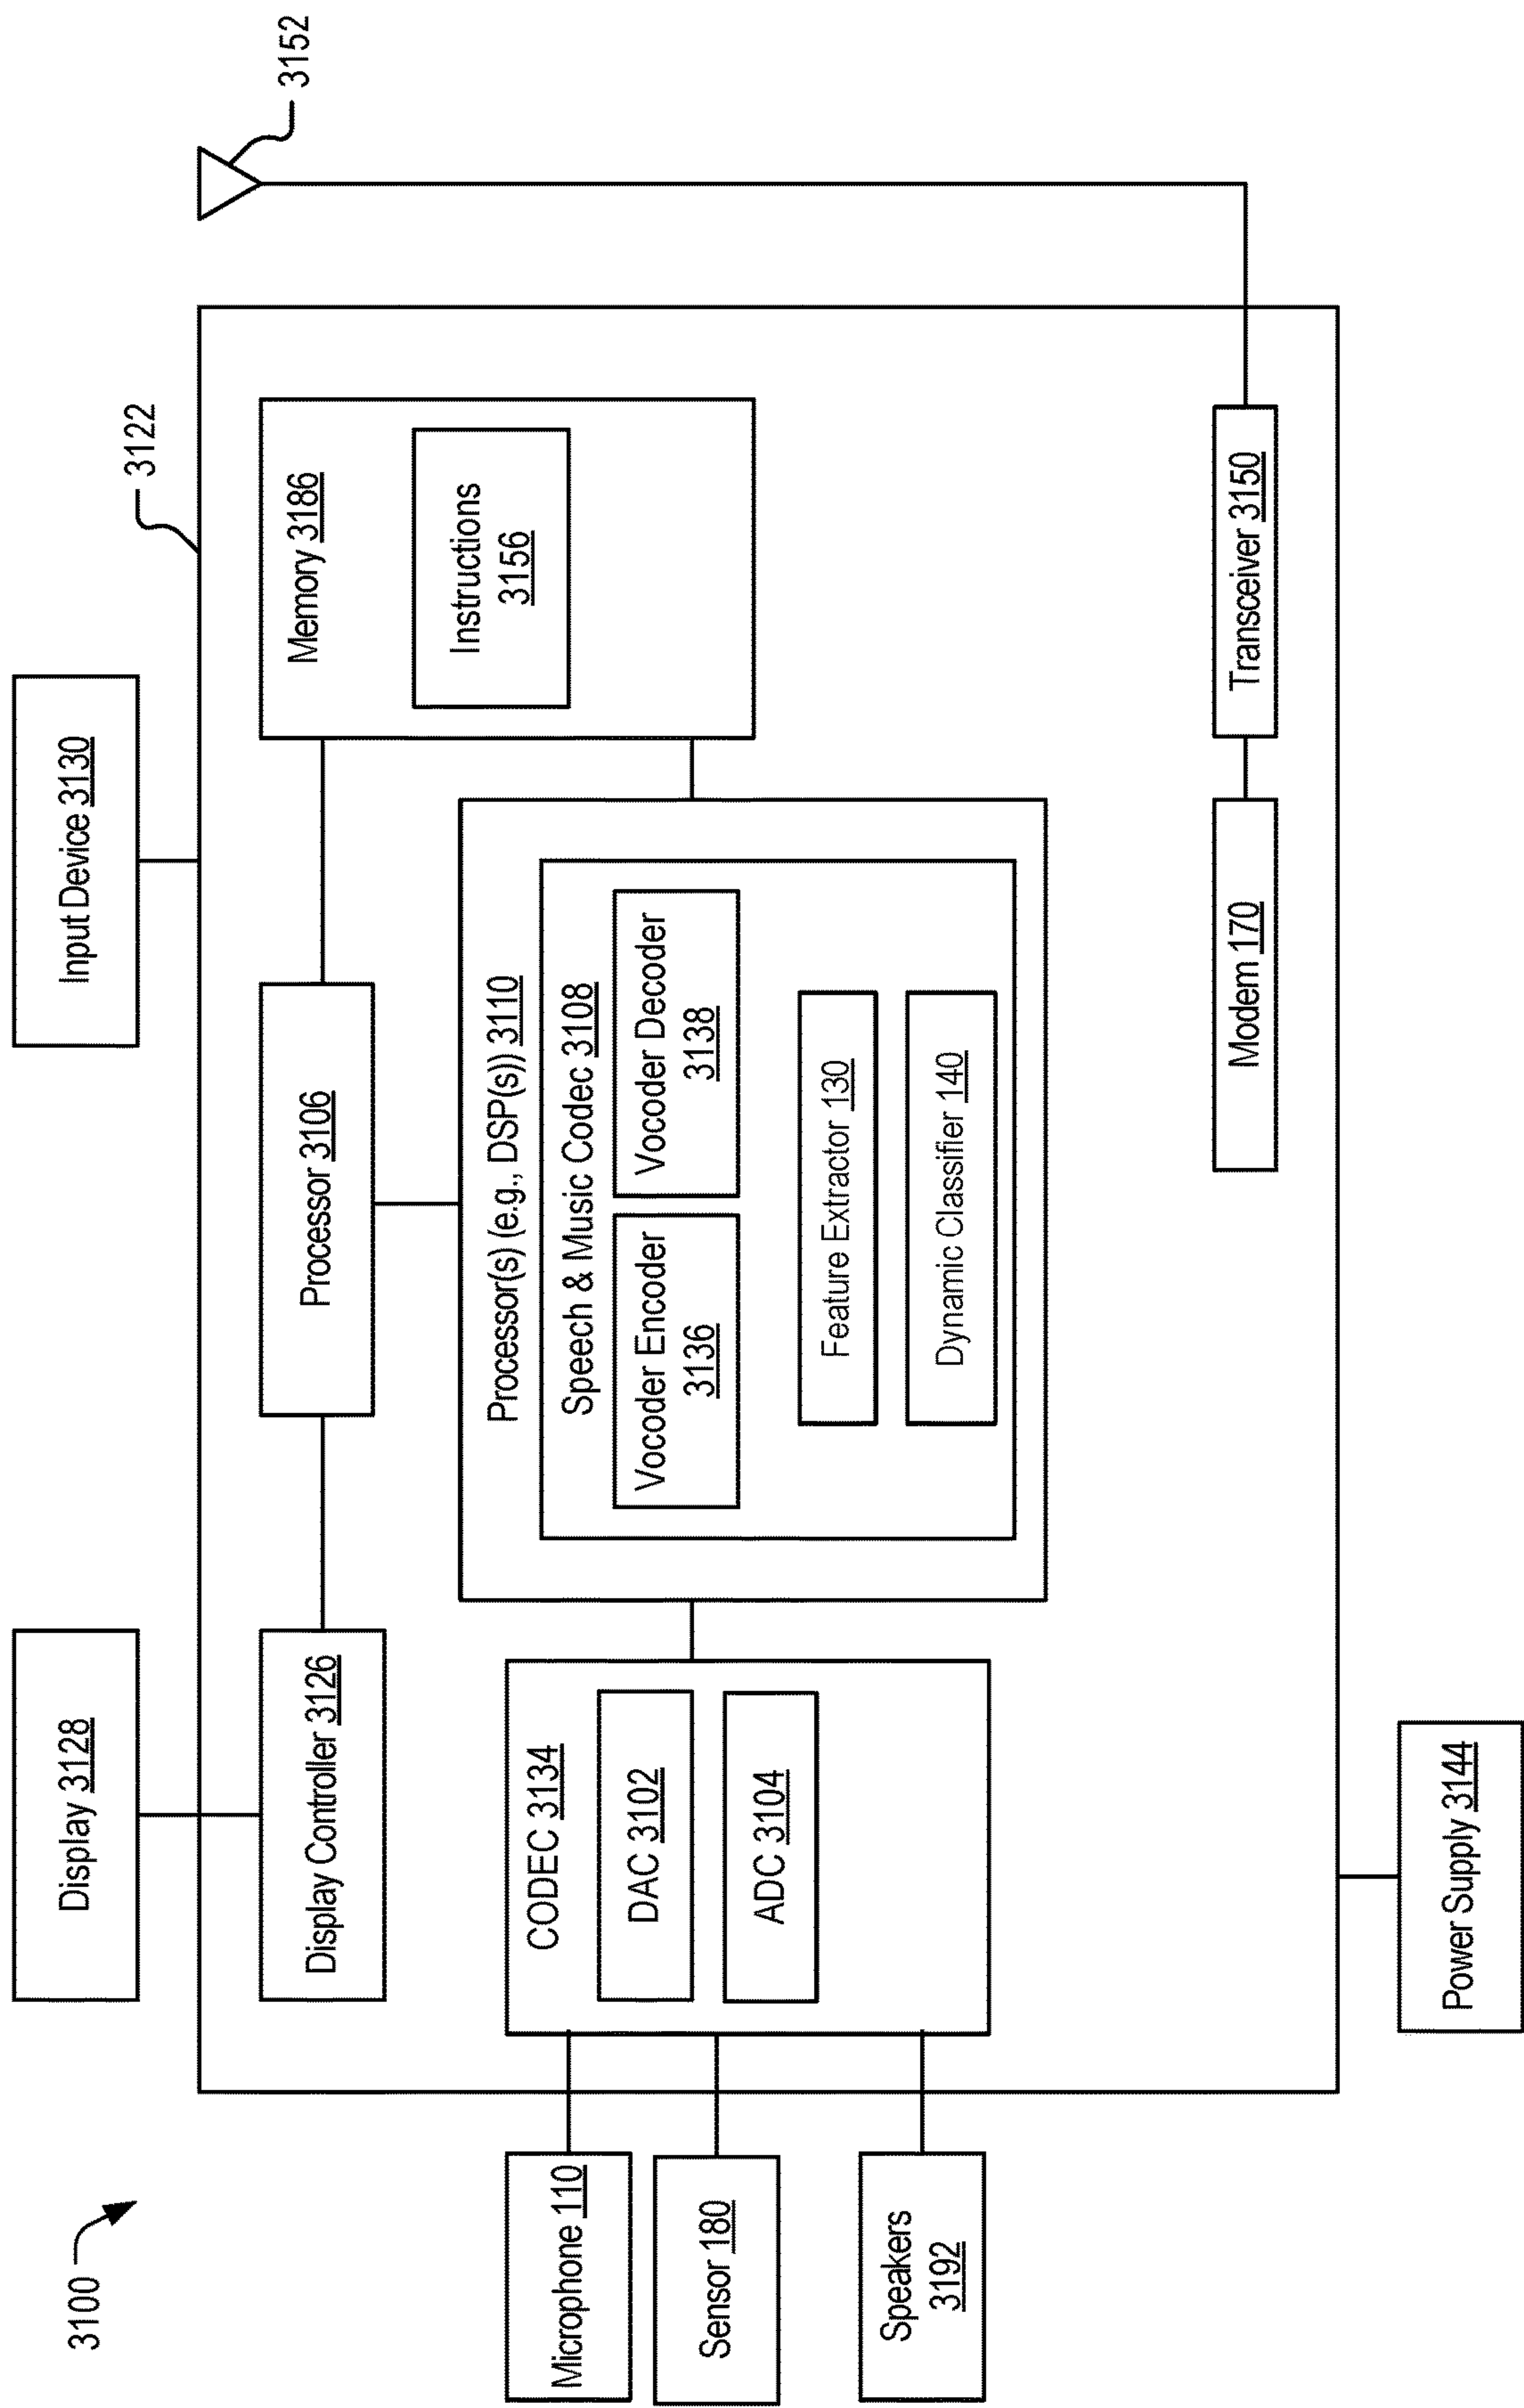 3100
Display 3128
Input Device 3130
3122
3152
Display Controller 3126
Processor 3106
Memory 3186
Instructions
3156
Processor(s) (e.g., DSP(s)) 3110
Speech & Music Codec 3108
Vocoder Encoder
3136
Vocoder Decoder
3138
Feature Extractor 130
Dynamic Classifier 140
CODEC 3134
DAC 3102
ADC 3104
Microphone 110
Sensor 180
Speakers
3192
Modem 170
Transceiver 3150
Power Supply 3144